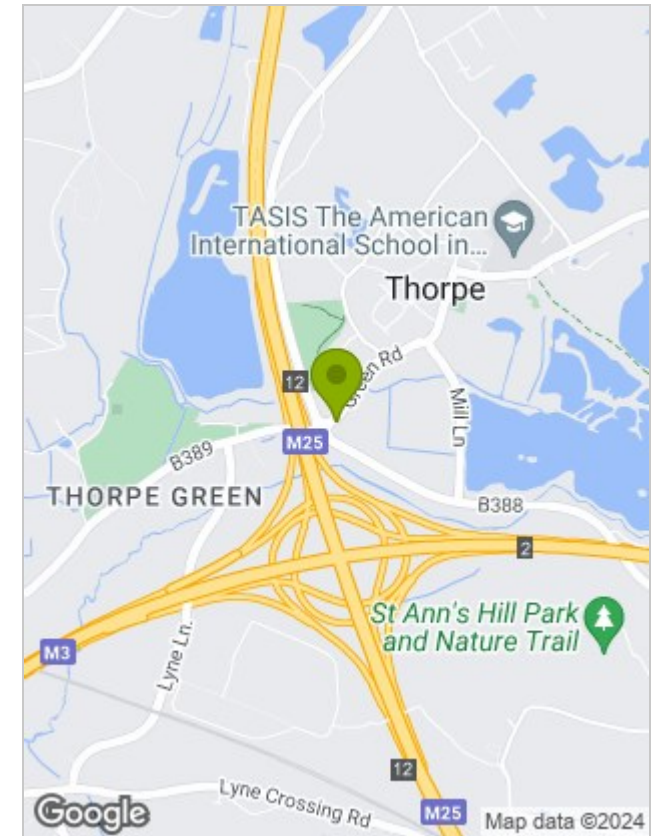 TASIS The American
International School in...
Thorpe
12
Green Rd
M25
B389
Mill Ln
THORPE GREEN
B388
2
St Ann's Hill Park
and Nature Trail
M3
Lyne Ln.
12
Lyne Crossing Rd
M25
Google
Map data ©2024